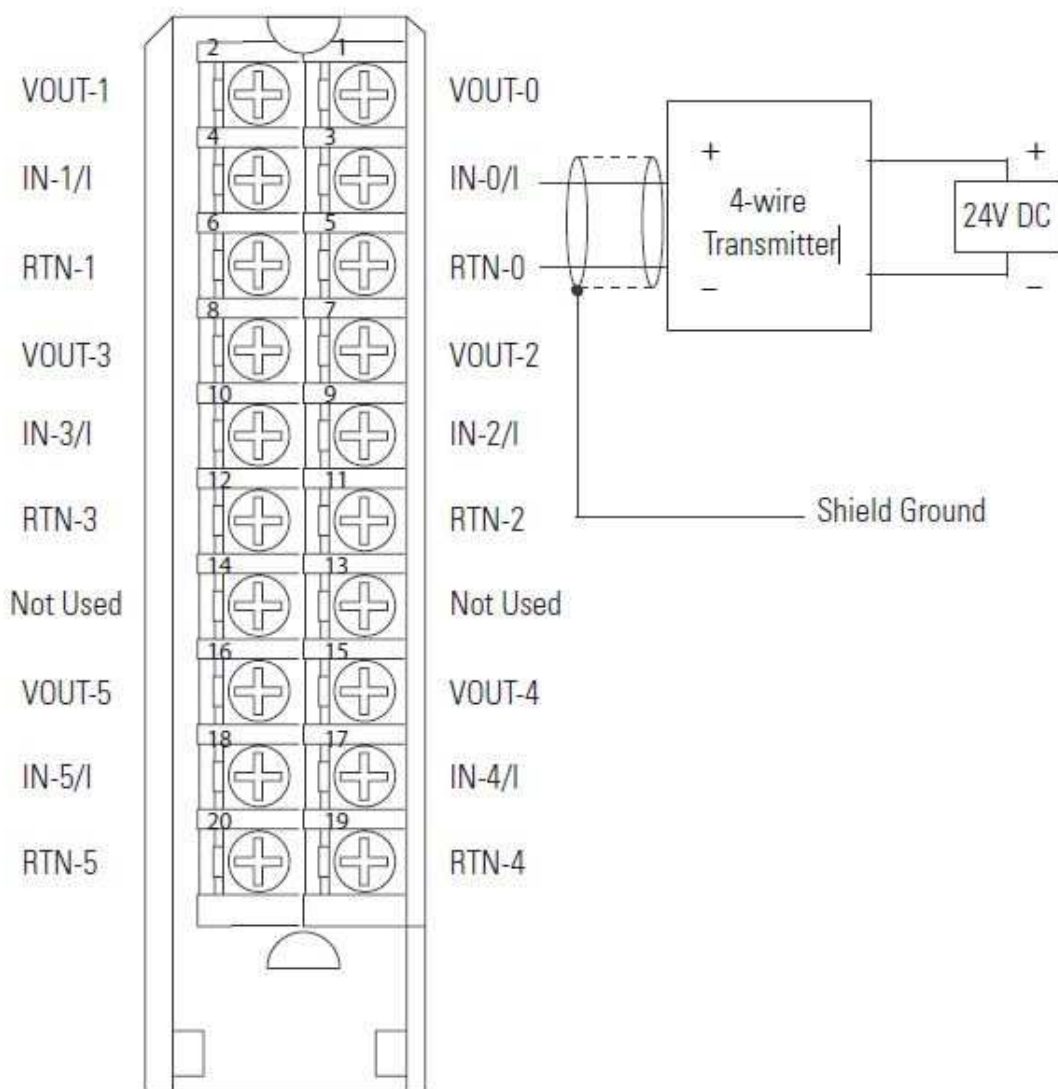 2 1
VOUT-1 VOUT-0
4 3
IN-1/I IN-0/I
6 5
RTN-1 RTN-0
8 7
VOUT-3 VOUT-2
10 9
IN-3/I IN-2/I
12 11
RTN-3 RTN-2
14 13
Not Used Not Used
16 15
VOUT-5 VOUT-4
18 17
IN-5/I IN-4/I
20 19
RTN-5 RTN-4
+ +
4-wire
Transmitter
24V DC
– –
Shield Ground